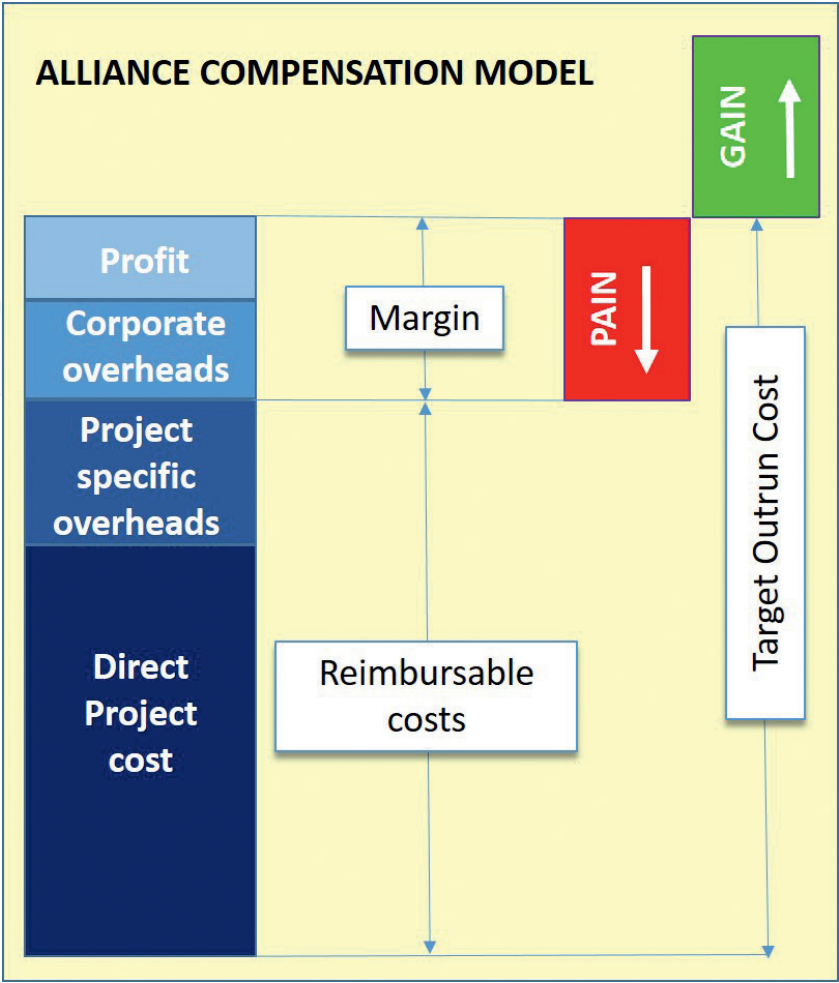 ALLIANCE COMPENSATION MODEL
GAIN
Profit
Corporate
overheads
Margin
PAIN
Project
specific
overheads
Target Outrun Cost
Direct
Project
cost
Reimbursable
costs